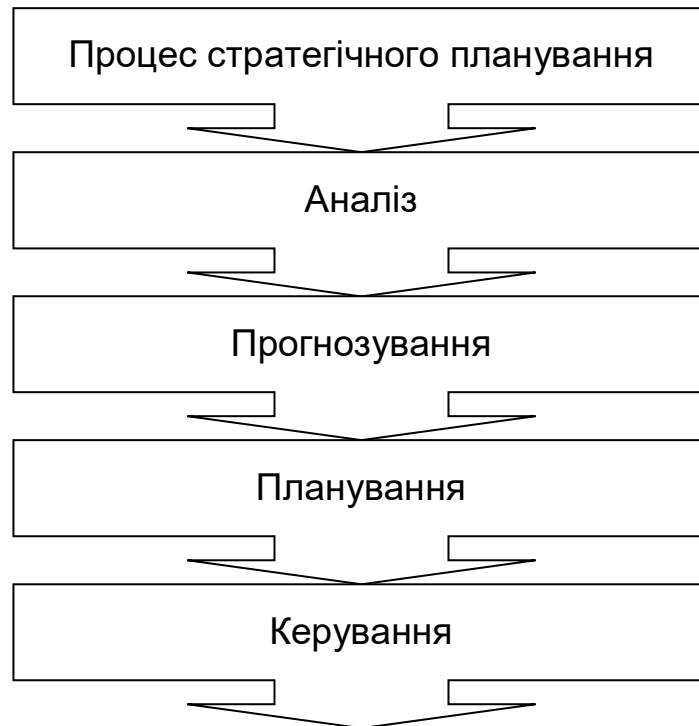 Процес стратегічного планування
Аналіз
Прогнозування
Планування
Керування